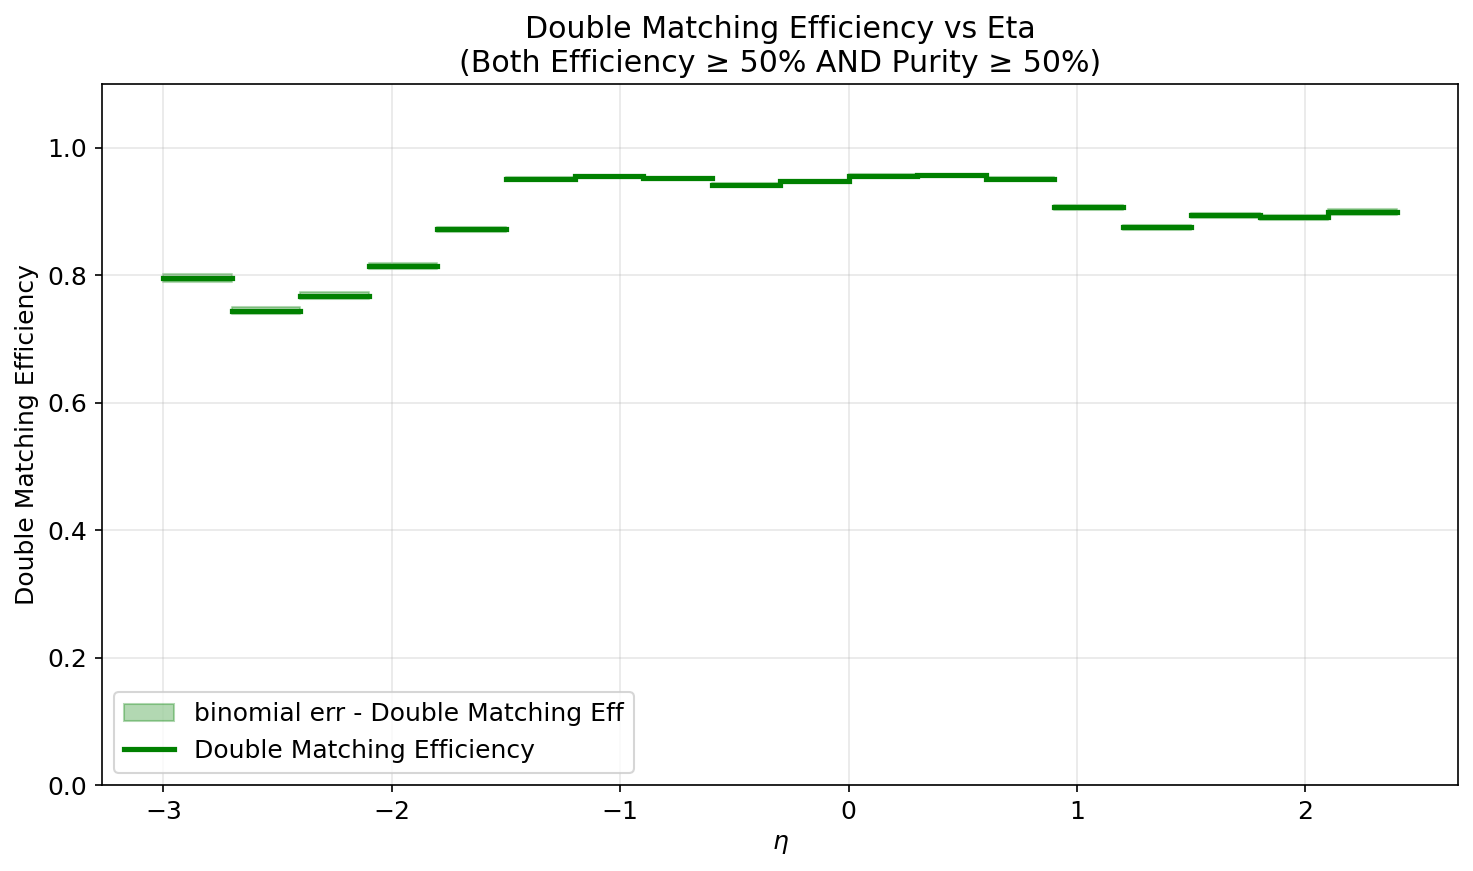 Double Matching Efficiency vs Eta
(Both Efficiency ≥ 50% AND Purity ≥ 50%)
Double Matching Efficiency
1.0
0.8
0.6
0.4
0.2
0.0
binomial err - Double Matching Eff
Double Matching Efficiency
−3 −2 −1 0 1 2
η